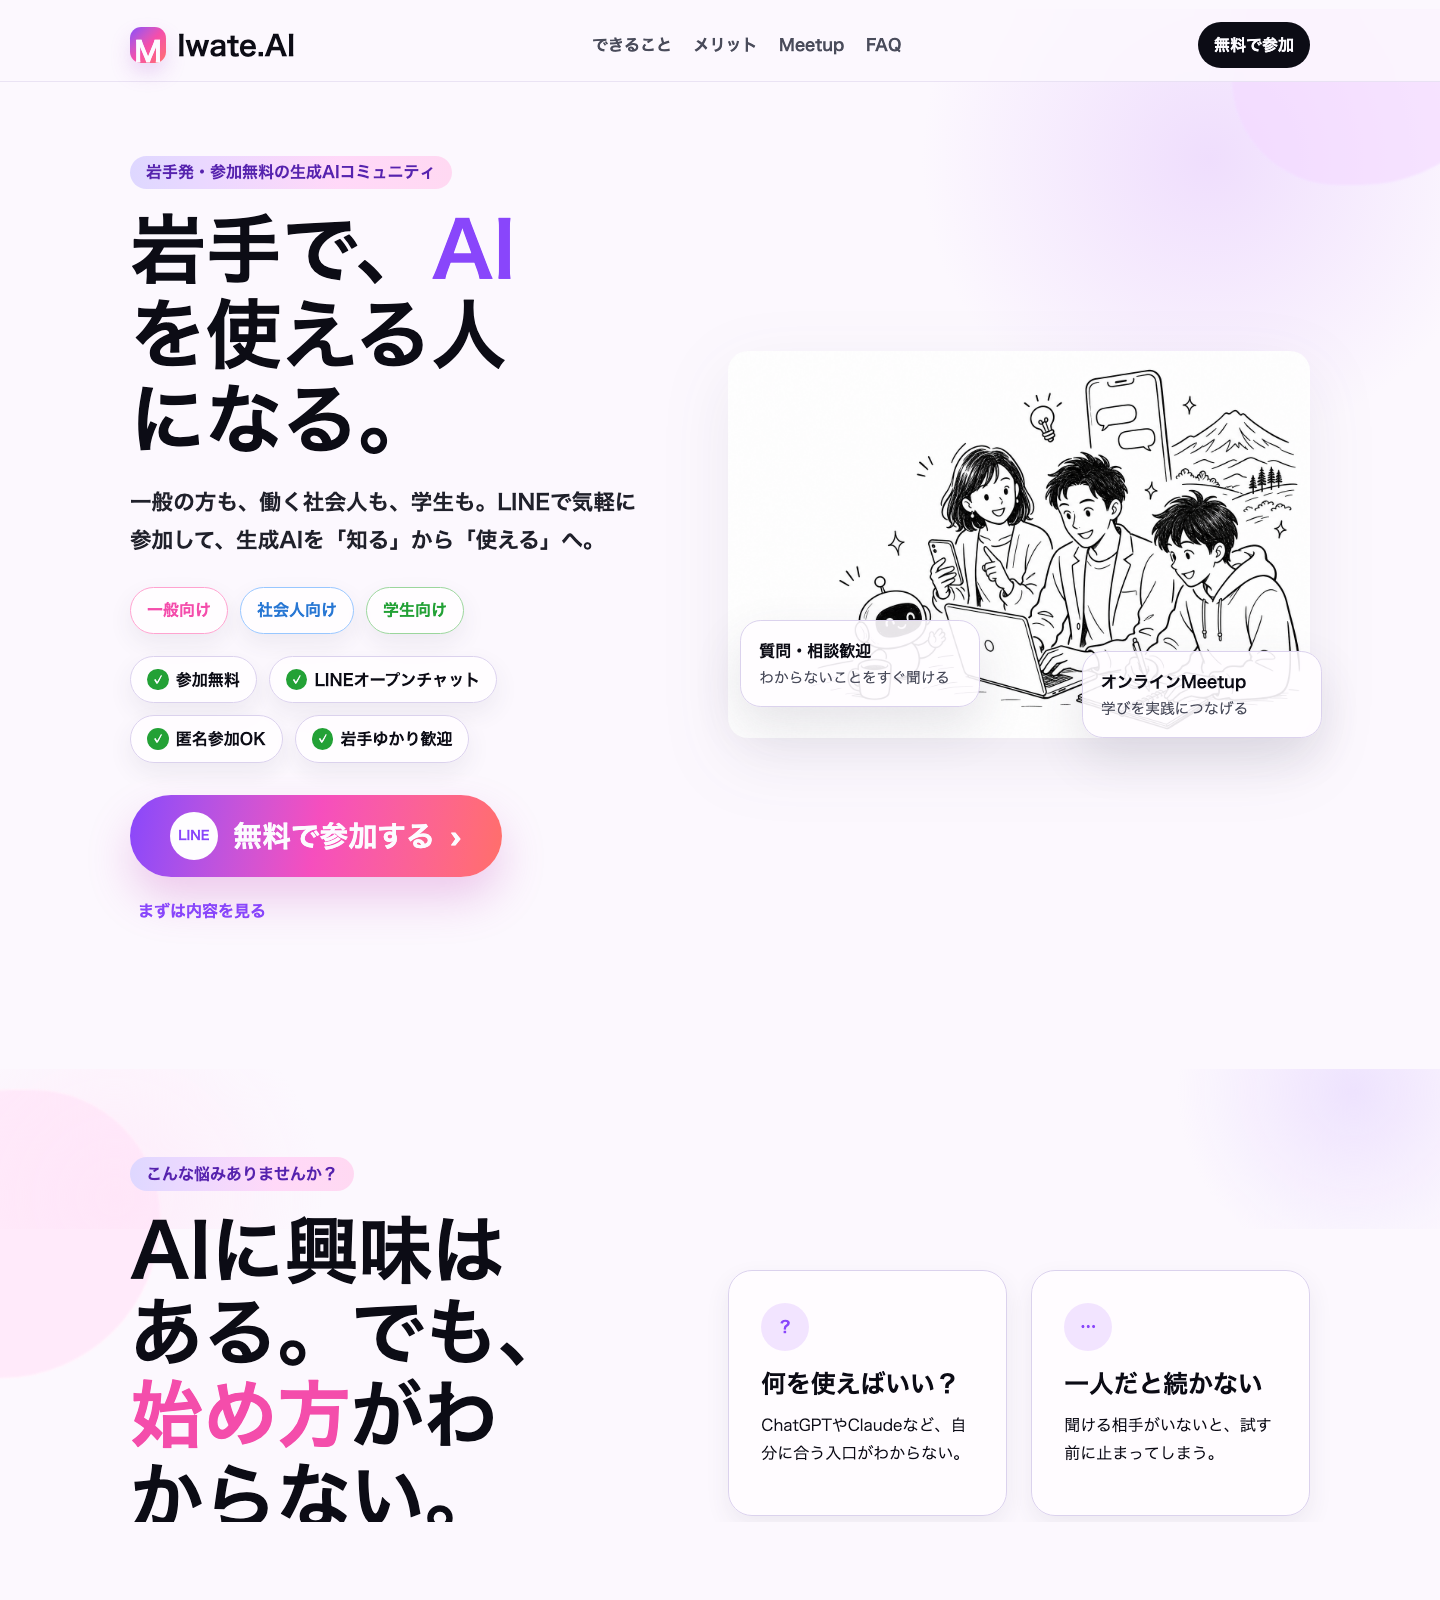 M Iwate.AI
できること メリット Meetup FAQ
無料で参加
岩手発・参加無料の生成AIコミュニティ
岩手で、AI
を使える人
になる。
一般の方も、働く社会人も、学生も。LINEで気軽に
参加して、生成AIを「知る」から「使える」へ。
一般向け 社会人向け 学生向け
✓ 参加無料 ✓ LINEオープンチャット
✓ 匿名参加OK ✓ 岩手ゆかり歓迎
LINE 無料で参加する ›
まずは内容を見る
質問・相談歓迎
わからないことをすぐ聞ける
オンラインMeetup
学びを実践につなげる
こんな悩みありませんか？
AIに興味は
ある。でも、
始め方がわ
からない。
?
何を使えばいい？
ChatGPTやClaudeなど、自
分に合う入口がわからない。
…
一人だと続かない
聞ける相手がいないと、試す
前に止まってしまう。